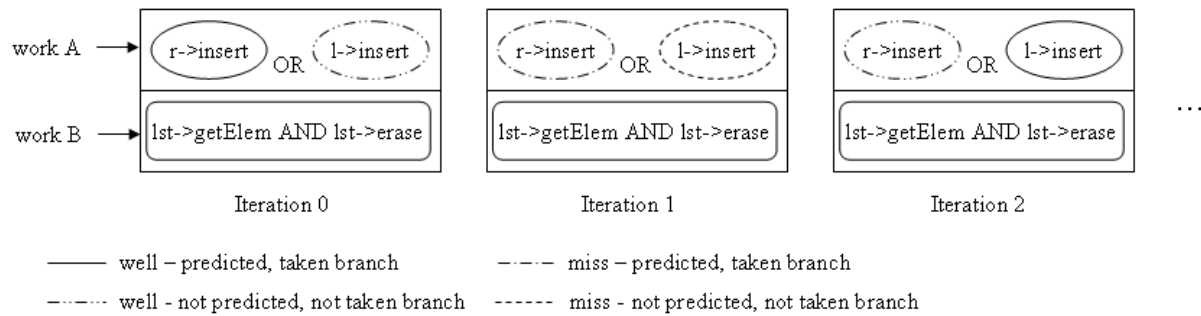 work A
r->insert OR l->insert
r->insert OR l->insert
r->insert OR l->insert
...
work B
lst->getElem AND lst->erase
lst->getElem AND lst->erase
lst->getElem AND lst->erase
Iteration 0
Iteration 1
Iteration 2
well – predicted, taken branch
miss – predicted, taken branch
well - not predicted, not taken branch
miss - not predicted, not taken branch